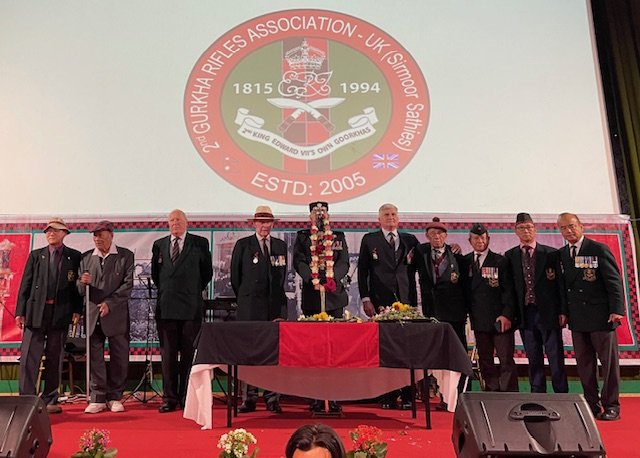 2nd GURKHA RIFLES ASSOCIATION - UK (Sirmoor Sathies)
1815 1994
2nd KING EDWARD VII'S OWN GOORKHAS
ESTD: 2005